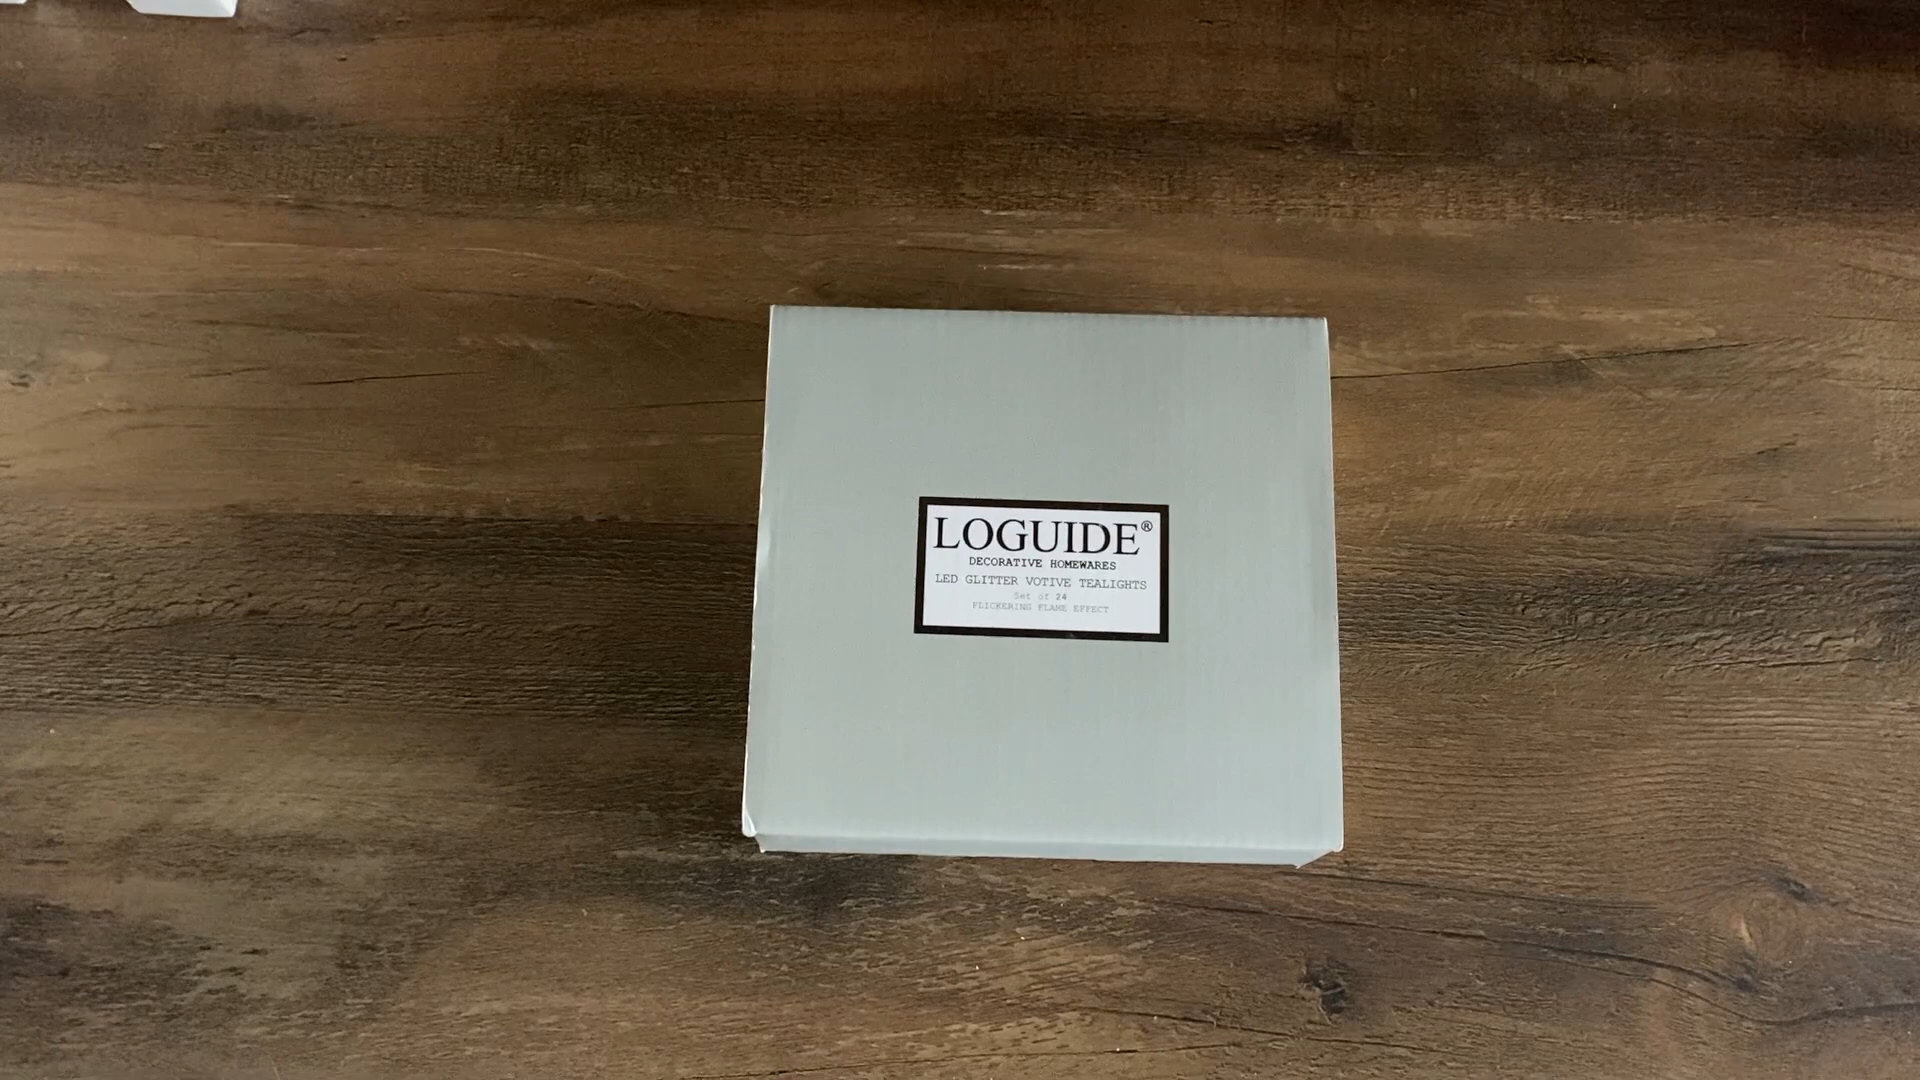 LOGUIDE®
DECORATIVE HOMEWARES
LED GLITTER VOTIVE TEALIGHTS
Set of 24
FLICKERING FLAME EFFECT